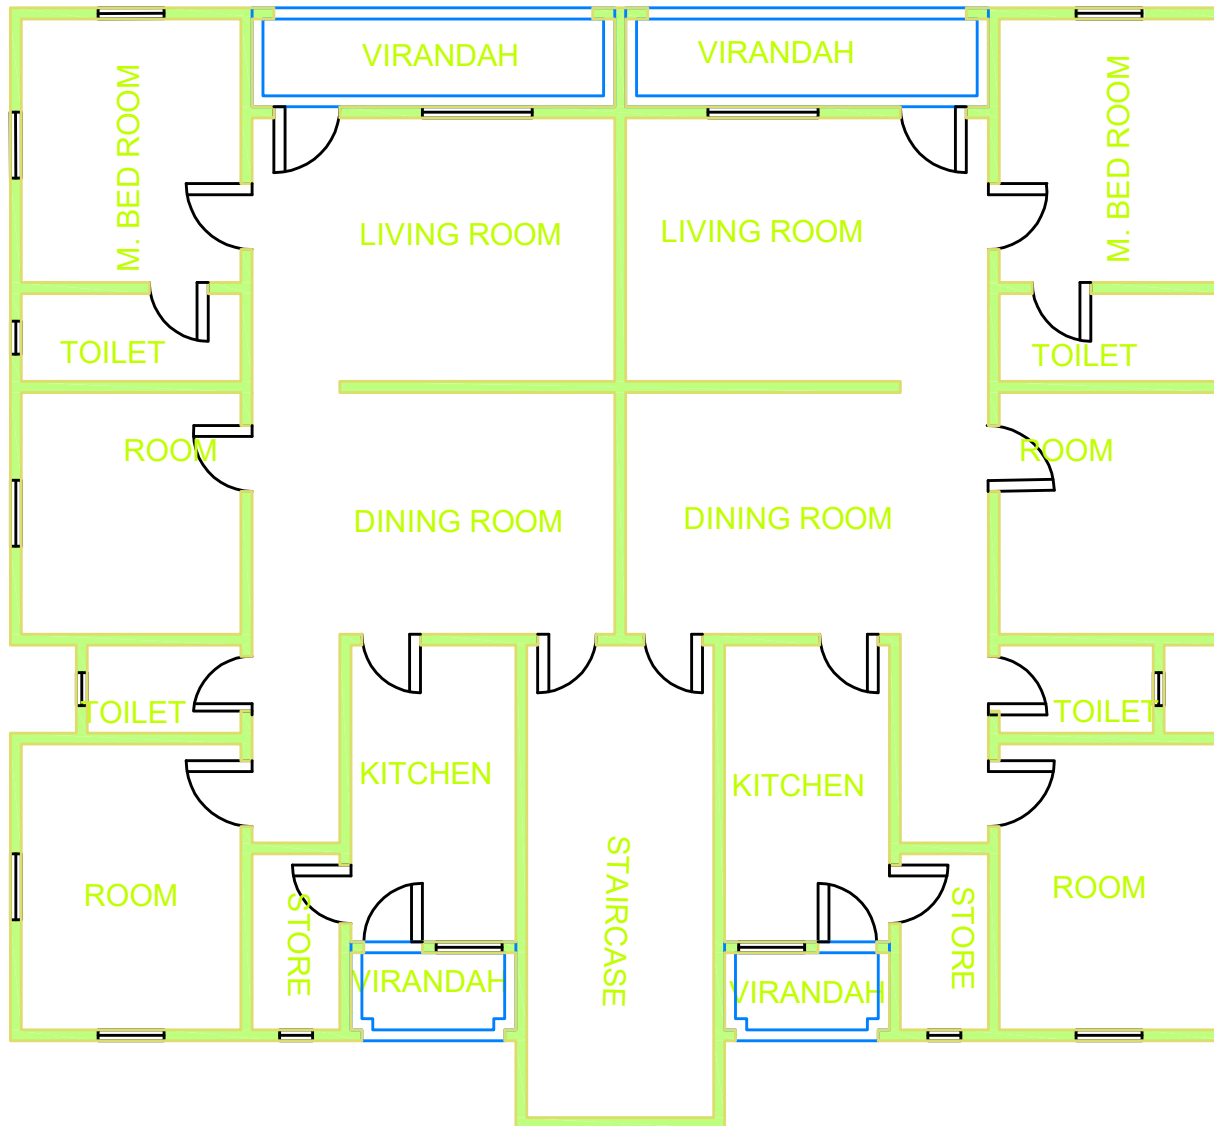 VIRANDAH
VIRANDAH
M. BED ROOM
M. BED ROOM
LIVING ROOM
LIVING ROOM
TOILET
TOILET
ROOM
ROOM
DINING ROOM
DINING ROOM
TOILET
TOILET
KITCHEN
KITCHEN
ROOM
STORE
STAIRCASE
STORE
ROOM
VIRANDAH
VIRANDAH